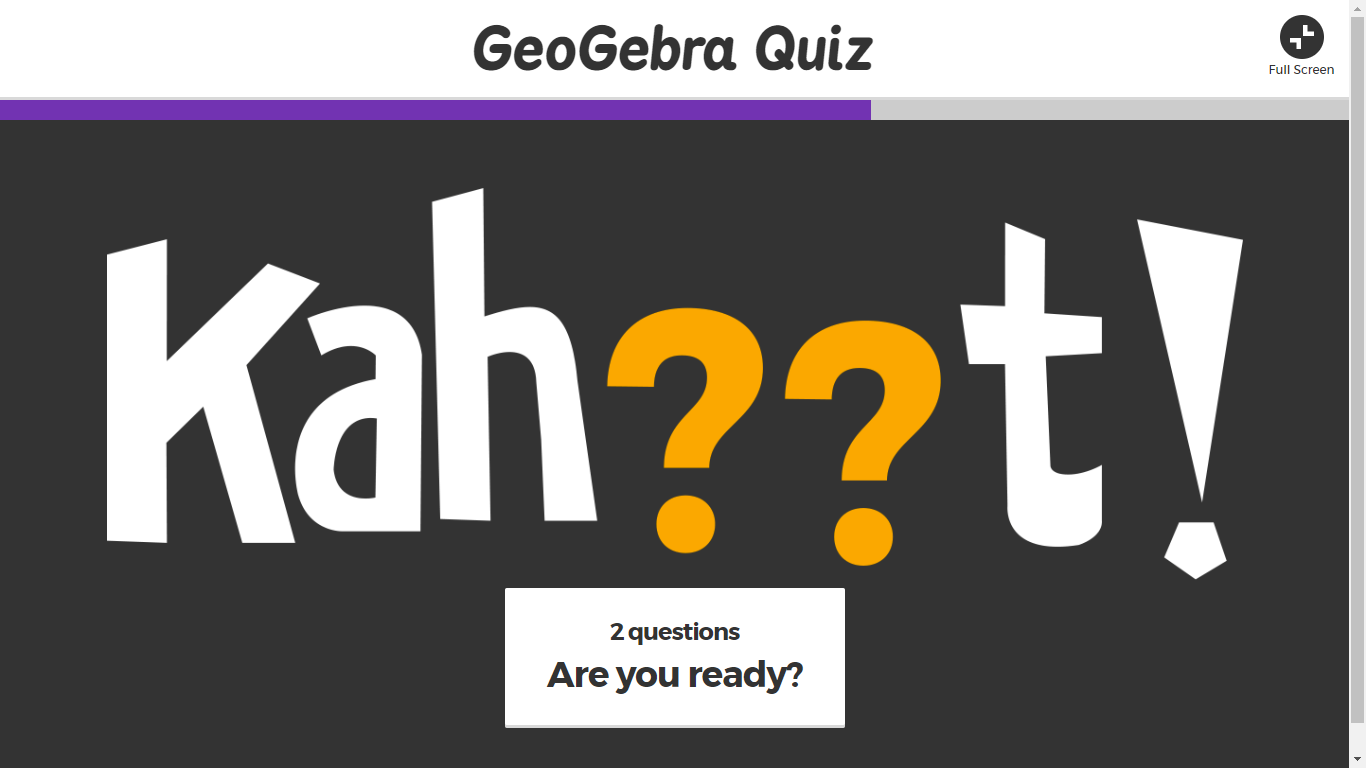 GeoGebra Quiz
Full Screen
Kah??t!
2 questions
Are you ready?